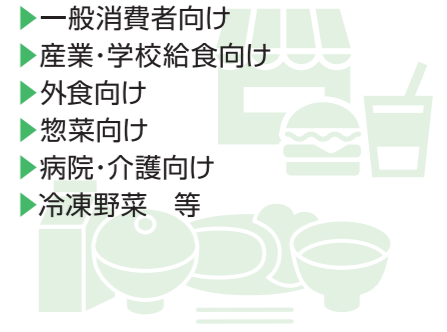 ▶一般消費者向け
▶産業・学校給食向け
▶外食向け
▶惣菜向け
▶病院・介護向け
▶冷凍野菜　等